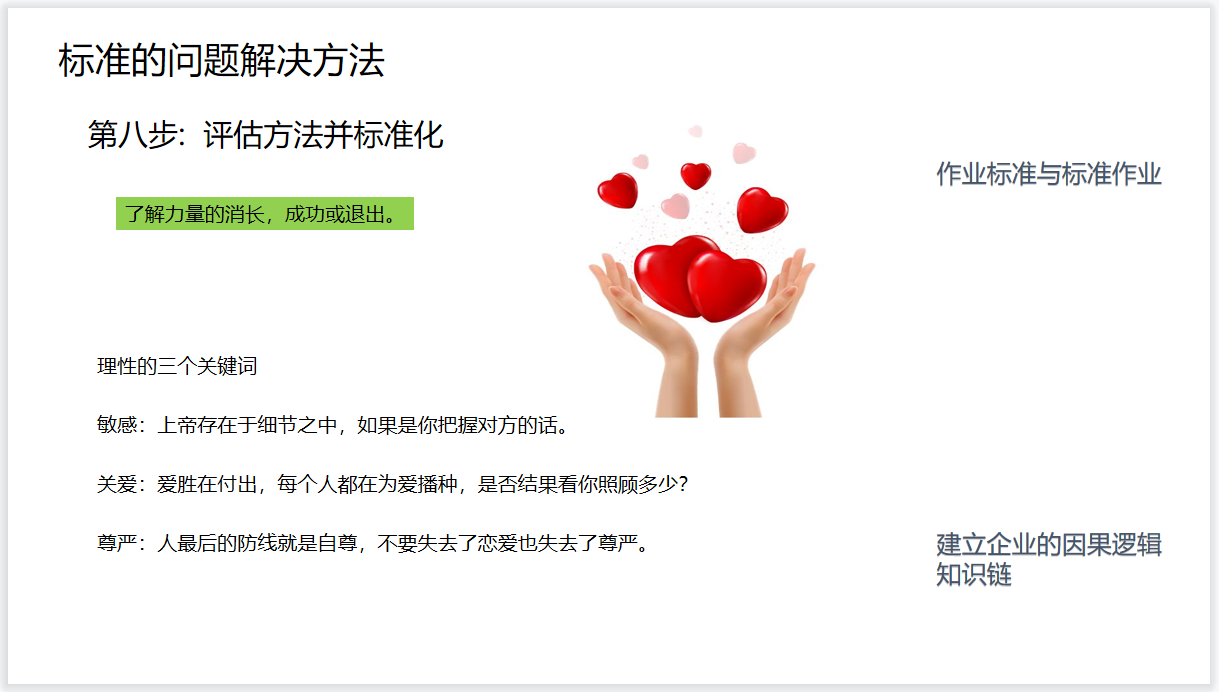 标准的问题解决方法
第八步：评估方法并标准化
作业标准与标准作业
了解力量的消长，成功或退出。
理性的三个关键词
敏感：上帝存在于细节之中，如果是你把握对方的话。
关爱：爱胜在付出，每个人都在为爱播种，是否结果看你照顾多少？
尊严：人最后的防线就是自尊，不要失去了恋爱也失去了尊严。
建立企业的因果逻辑
知识链